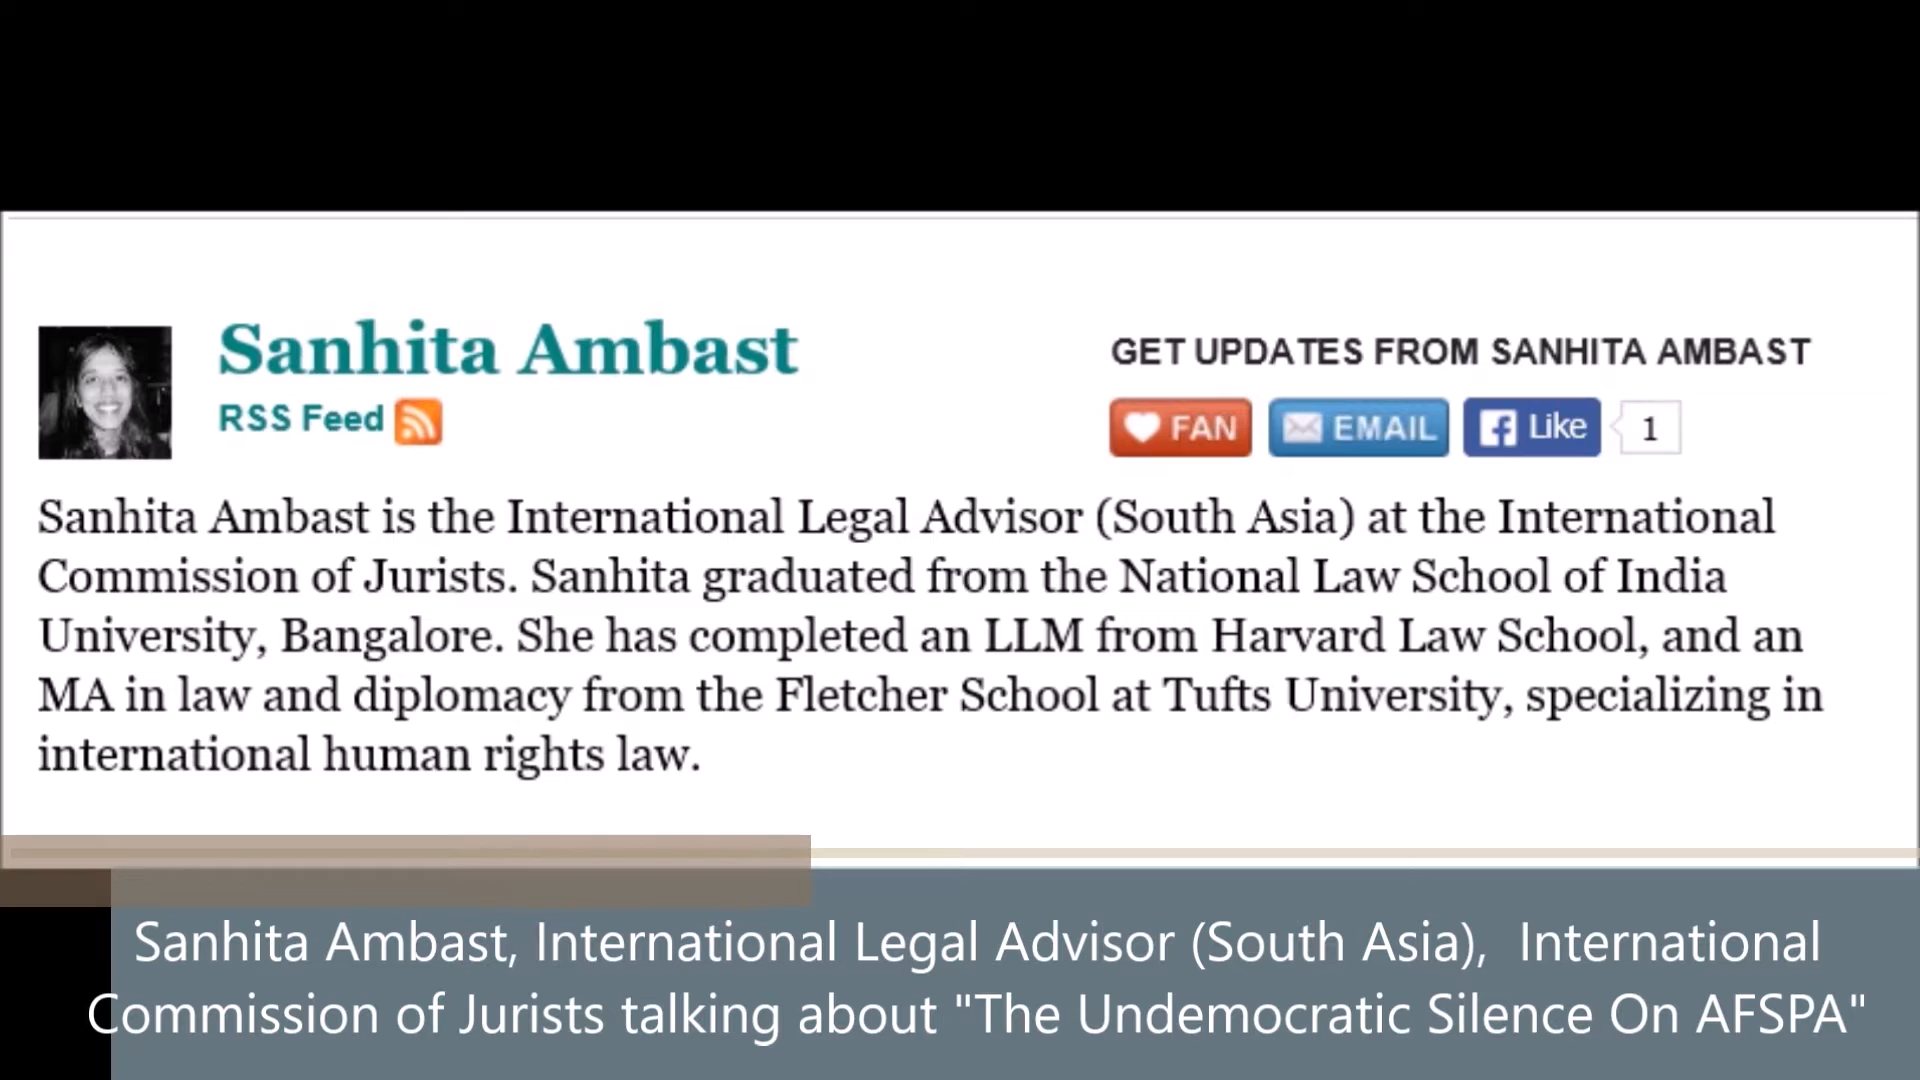 Sanhita Ambast
RSS Feed
GET UPDATES FROM SANHITA AMBAST
FAN EMAIL Like 1
Sanhita Ambast is the International Legal Advisor (South Asia) at the International
Commission of Jurists. Sanhita graduated from the National Law School of India
University, Bangalore. She has completed an LLM from Harvard Law School, and an
MA in law and diplomacy from the Fletcher School at Tufts University, specializing in
international human rights law.
Sanhita Ambast, International Legal Advisor (South Asia),  International
Commission of Jurists talking about "The Undemocratic Silence On AFSPA"